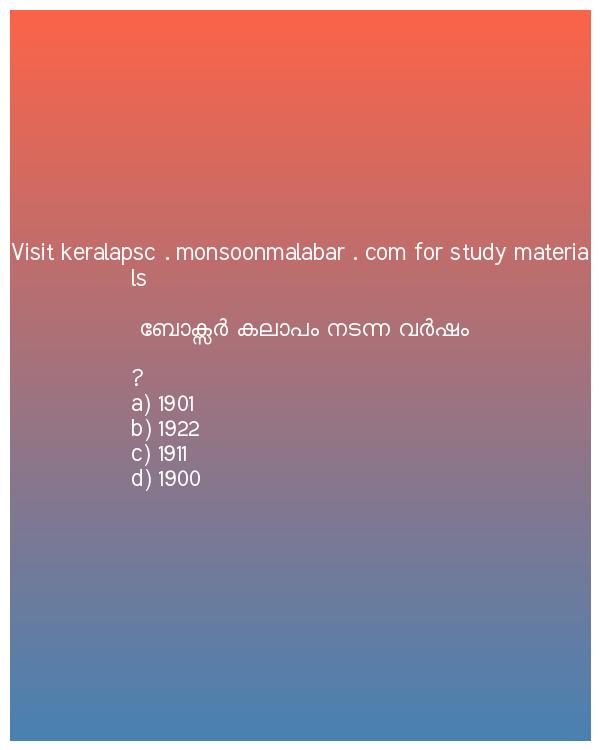 Visit keralapsc . monsoonmalabar . com for study materia
ls
ബോക്സർ കലാപം നടന്ന വർഷം
?
a) 1901
b) 1922
c) 1911
d) 1900